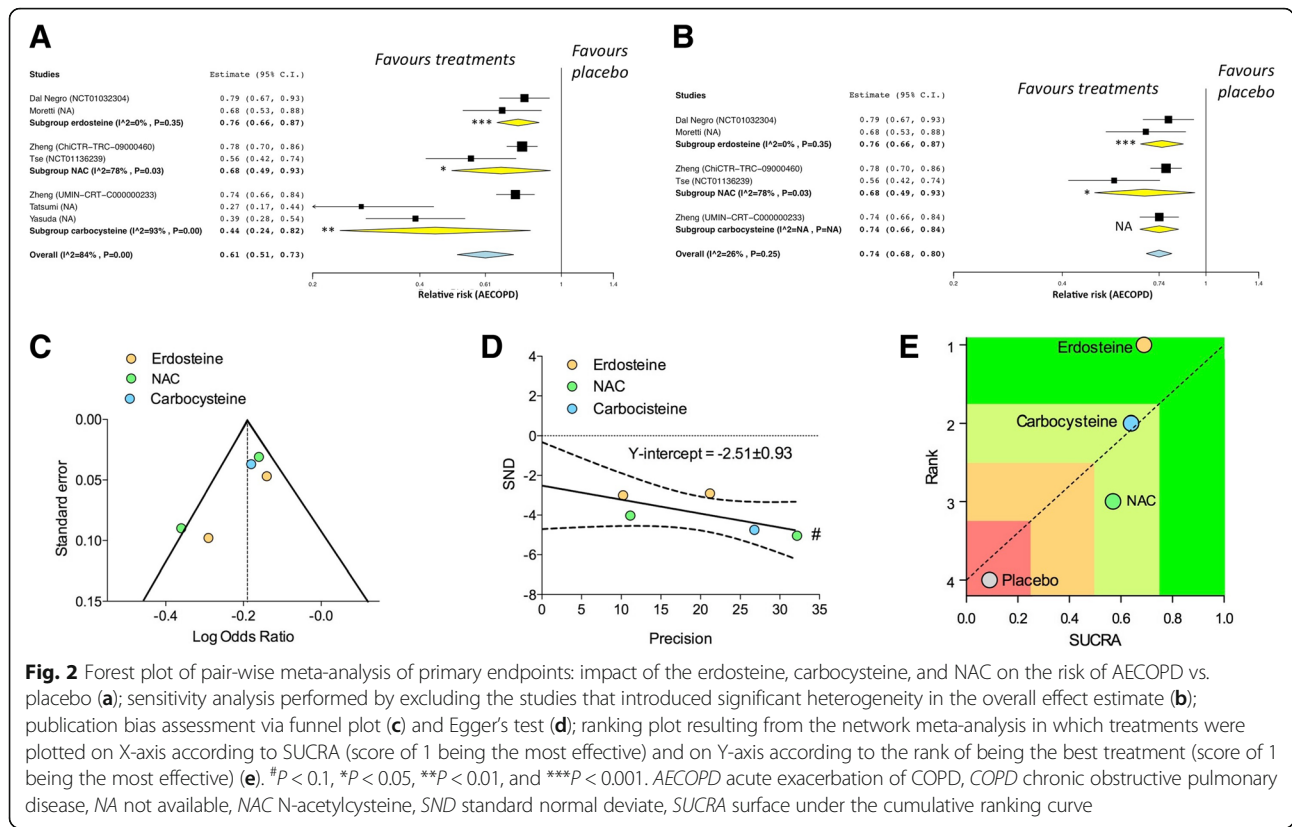 A
Favours treatments
Favours
placebo
Studies
Estimate (95% C.I.)
Dal Negro (NCT01032304) 0.79 (0.67, 0.93)
Moretti (NA) 0.68 (0.53, 0.88)
Subgroup erdosteine (I^2=0% , P=0.35) 0.76 (0.66, 0.87)
***
Zheng (ChiCTR-TRC-09000460) 0.78 (0.70, 0.86)
Tse (NCT01136239) 0.56 (0.42, 0.74)
Subgroup NAC (I^2=78% , P=0.03) 0.68 (0.49, 0.93)
*
Zheng (UMIN-CRT-C000000233) 0.74 (0.66, 0.84)
Tatsumi (NA) 0.27 (0.17, 0.44)
Yasuda (NA) 0.39 (0.28, 0.54)
Subgroup carbocysteine (I^2=93% , P=0.00) 0.44 (0.24, 0.82)
**
Overall (I^2=84% , P=0.00) 0.61 (0.51, 0.73)
0.2 0.4 0.61 1 1.4
Relative risk (AECOPD)
B
Favours treatments
Favours
placebo
Studies
Estimate (95% C.I.)
Dal Negro (NCT01032304) 0.79 (0.67, 0.93)
Moretti (NA) 0.68 (0.53, 0.88)
Subgroup erdosteine (I^2=0% , P=0.35) 0.76 (0.66, 0.87)
***
Zheng (ChiCTR-TRC-09000460) 0.78 (0.70, 0.86)
Tse (NCT01136239) 0.56 (0.42, 0.74)
Subgroup NAC (I^2=78% , P=0.03) 0.68 (0.49, 0.93)
*
Zheng (UMIN-CRT-C000000233) 0.74 (0.66, 0.84)
Subgroup carbocysteine (I^2=NA , P=NA) 0.74 (0.66, 0.84)
NA
Overall (I^2=26% , P=0.25) 0.74 (0.68, 0.80)
0.2 0.4 0.74 1 1.4
Relative risk (AECOPD)
C
Erdosteine
NAC
Carbocysteine
0.00
0.05
0.10
0.15
Standard error
-0.4 -0.2 -0.0
Log Odds Ratio
D
Erdosteine
NAC
Carbocisteine
4
2
0
-2
-4
-6
-8
SND
Y-intercept = -2.51±0.93
#
0 5 10 15 20 25 30 35
Precision
E
1
2
3
4
Rank
Erdosteine
Carbocysteine
NAC
Placebo
0.0 0.2 0.4 0.6 0.8 1.0
SUCRA
Fig. 2 Forest plot of pair-wise meta-analysis of primary endpoints: impact of the erdosteine, carbocysteine, and NAC on the risk of AECOPD vs.
placebo (a); sensitivity analysis performed by excluding the studies that introduced significant heterogeneity in the overall effect estimate (b);
publication bias assessment via funnel plot (c) and Egger's test (d); ranking plot resulting from the network meta-analysis in which treatments were
plotted on X-axis according to SUCRA (score of 1 being the most effective) and on Y-axis according to the rank of being the best treatment (score of 1
being the most effective) (e). #P < 0.1, *P < 0.05, **P < 0.01, and ***P < 0.001. AECOPD acute exacerbation of COPD, COPD chronic obstructive pulmonary
disease, NA not available, NAC N-acetylcysteine, SND standard normal deviate, SUCRA surface under the cumulative ranking curve